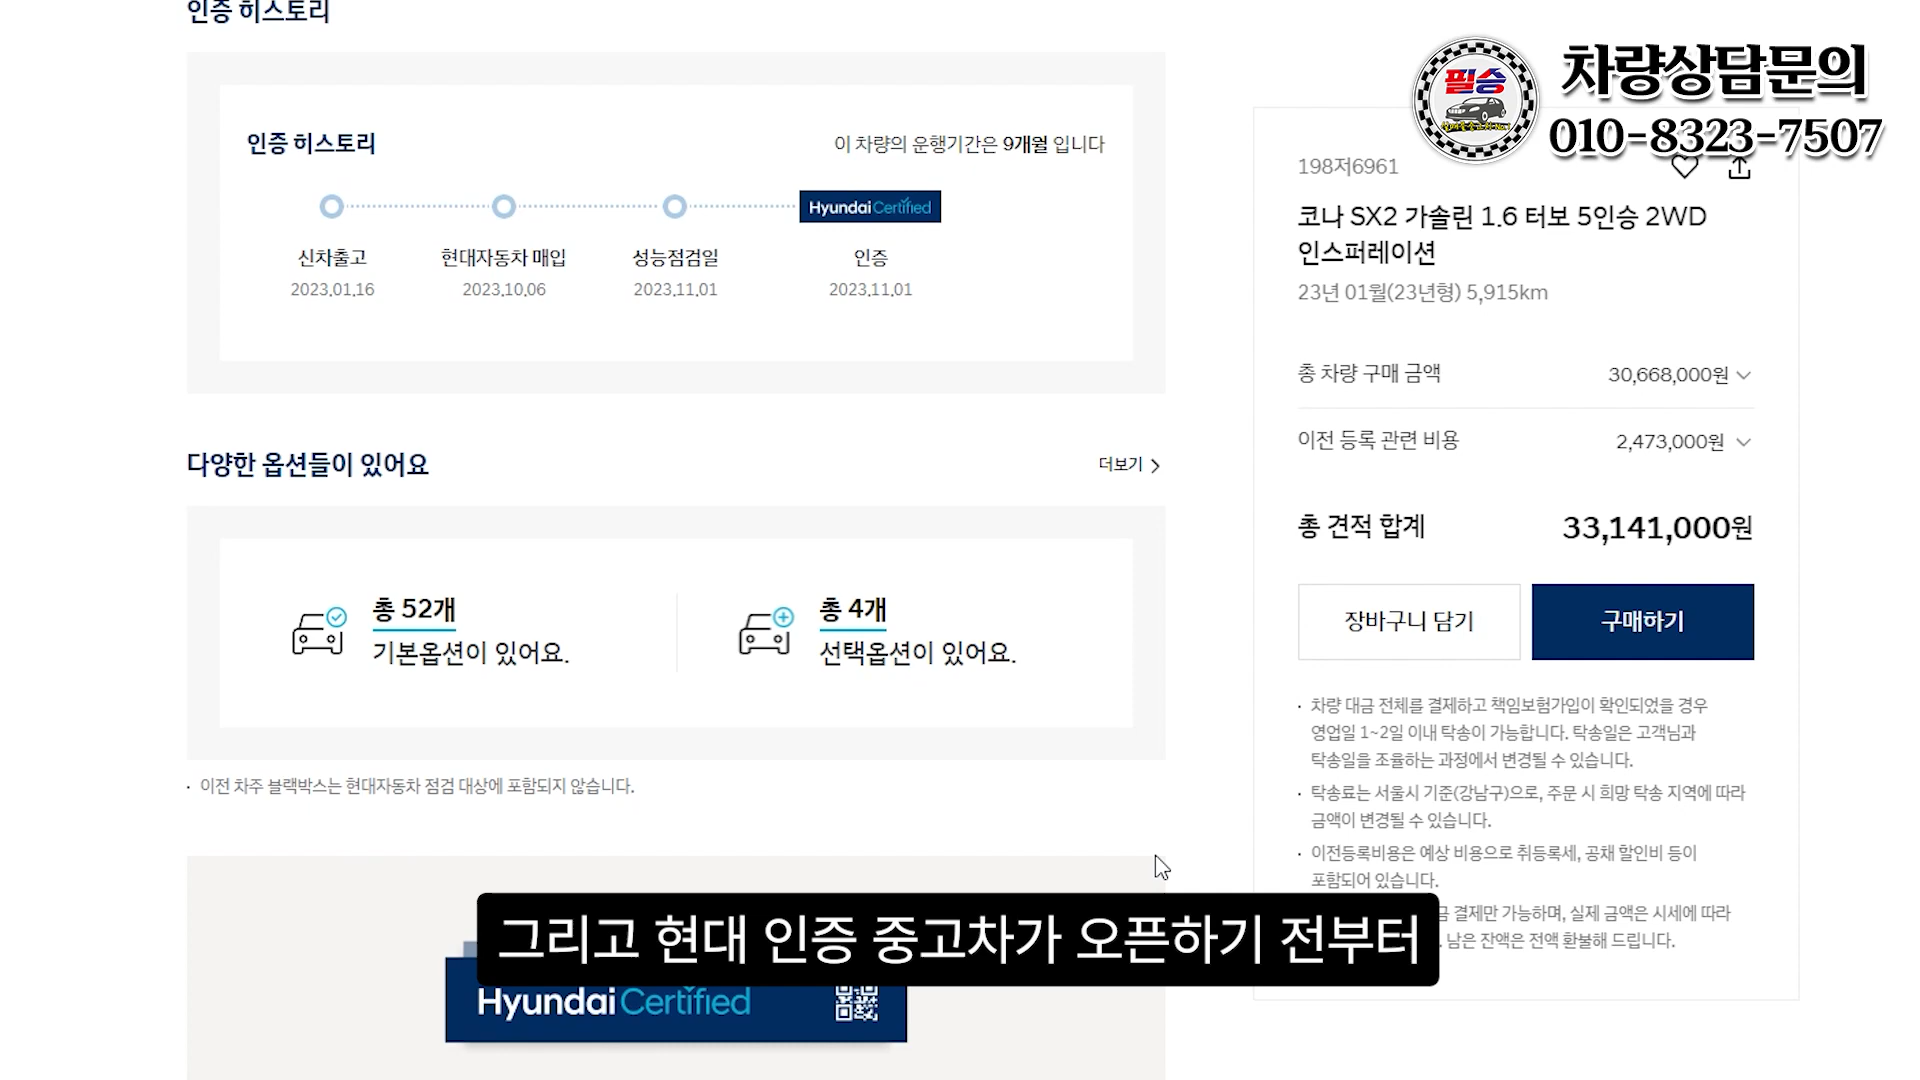 인증 히스토리
인증 히스토리
이 차량의 운행기간은 9개월 입니다
Hyundai Certified
신차출고
현대자동차 매입
성능점검일
인증
2023.01.16
2023.10.06
2023.11.01
2023.11.01
다양한 옵션들이 있어요
더보기
총 52개
기본옵션이 있어요.
총 4개
선택옵션이 있어요.
· 이전 차주 블랙박스는 현대자동차 점검 대상에 포함되지 않습니다.
필승
차량상담문의
010-8323-7507
198저6961
코나 SX2 가솔린 1.6 터보 5인승 2WD
인스퍼레이션
23년 01월(23년형) 5,915km
총 차량 구매 금액
30,668,000원
이전 등록 관련 비용
2,473,000원
총 견적 합계
33,141,000원
장바구니 담기
구매하기
· 차량 대금 전체를 결제하고 책임보험가입이 확인되었을 경우
영업일 1~2일 이내 탁송이 가능합니다. 탁송일은 고객님과
탁송일을 조율하는 과정에서 변경될 수 있습니다.
· 탁송료는 서울시 기준(강남구)으로, 주문 시 희망 탁송 지역에 따라
금액이 변경될 수 있습니다.
· 이전등록비용은 예상 비용으로 취등록세, 공채 할인비 등이
포함되어 있습니다.
결제만 가능하며, 실제 금액은 시세에 따라
남은 잔액은 전액 환불해 드립니다.
그리고 현대 인증 중고차가 오픈하기 전부터
Hyundai Certified